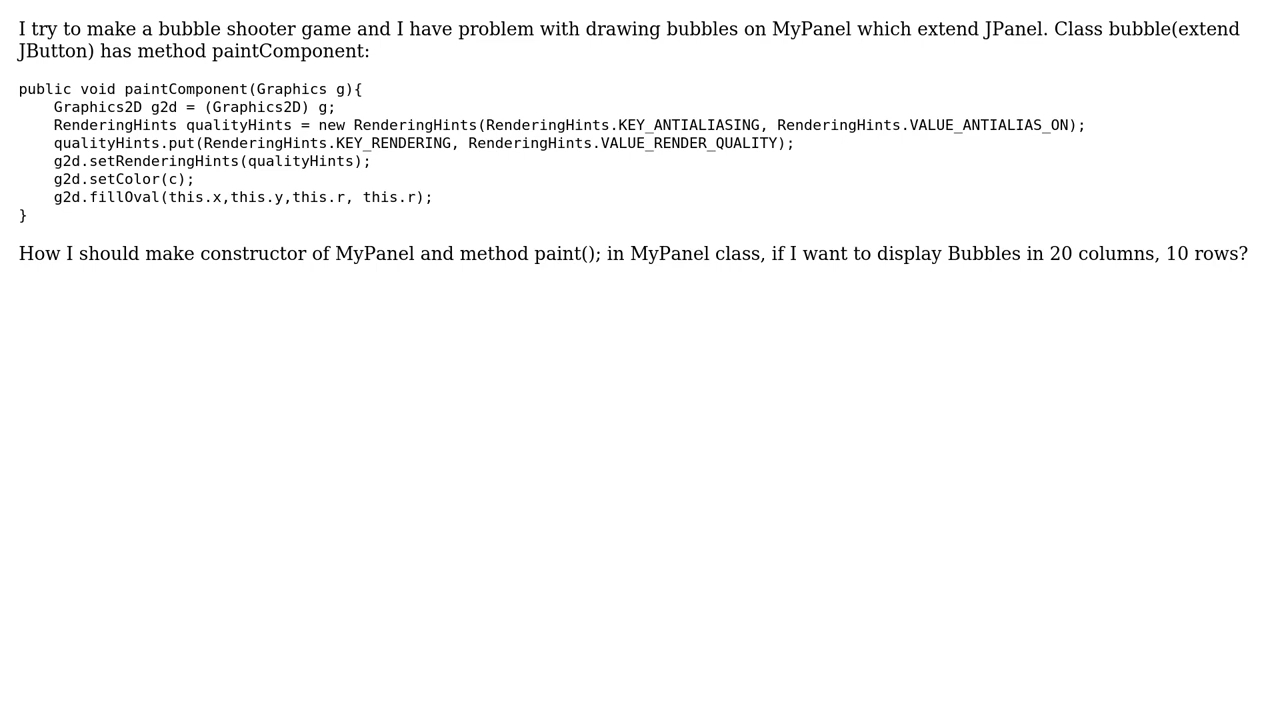 I try to make a bubble shooter game and I have problem with drawing bubbles on MyPanel which extend JPanel. Class bubble(extend
JButton) has method paintComponent:
public void paintComponent(Graphics g){
    Graphics2D g2d = (Graphics2D) g;
    RenderingHints qualityHints = new RenderingHints(RenderingHints.KEY_ANTIALIASING, RenderingHints.VALUE_ANTIALIAS_ON);
    qualityHints.put(RenderingHints.KEY_RENDERING, RenderingHints.VALUE_RENDER_QUALITY);
    g2d.setRenderingHints(qualityHints);
    g2d.setColor(c);
    g2d.fillOval(this.x,this.y,this.r, this.r);
}
How I should make constructor of MyPanel and method paint(); in MyPanel class, if I want to display Bubbles in 20 columns, 10 rows?